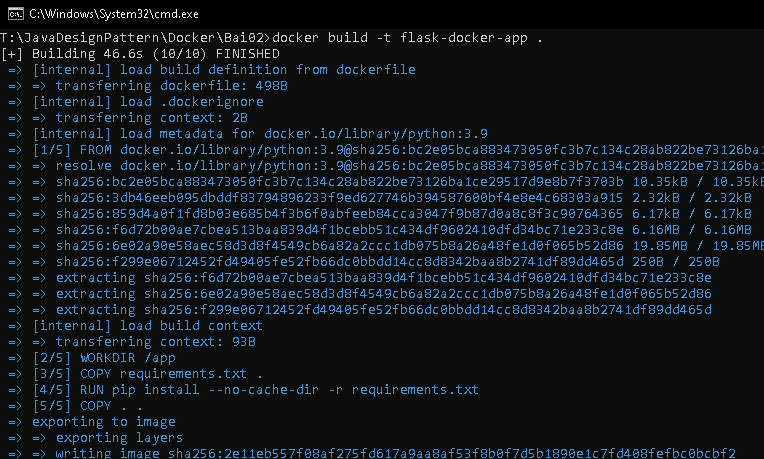 C:\Windows\System32\cmd.exe
T:\JavaDesignPattern\Docker\Bai02>docker build -t flask-docker-app .
[+] Building 46.6s (10/10) FINISHED
=> [internal] load build definition from dockerfile
=> => transferring dockerfile: 498B
=> [internal] load .dockerignore
=> => transferring context: 2B
=> [internal] load metadata for docker.io/library/python:3.9
=> [1/5] FROM docker.io/library/python:3.9@sha256:bc2e05bca883473050fc3b7c134c28ab822be73126ba1
=> => resolve docker.io/library/python:3.9@sha256:bc2e05bca883473050fc3b7c134c28ab822be73126ba1
=> => sha256:bc2e05bca883473050fc3b7c134c28ab822be73126ba1ce29517d9e8b7f3703b 10.35kB / 10.35kB
=> => sha256:3db46eeb095dbddf83794896233f9ed627746b394587600bf4e8e4c68303a915 2.32kB / 2.32kB
=> => sha256:859d4a0f1fd8b03e685b4f3b6f0abfeeb84cca3047f9b87d0a8c8f3c90764365 6.17kB / 6.17kB
=> => sha256:f6d72b00ae7cbea513baa839d4f1bcebb51c434df9602410dfd34bc71e233c8e 6.16MB / 6.16MB
=> => sha256:6e02a90e58aec58d3d8f4549cb6a82a2ccc1db075b8a26a48fe1d0f065b52d86 19.85MB / 19.85MB
=> => sha256:f299e06712452fd49405fe52fb66dc0bbdd14cc8d8342baa8b2741df89dd465d 250B / 250B
=> => extracting sha256:f6d72b00ae7cbea513baa839d4f1bcebb51c434df9602410dfd34bc71e233c8e
=> => extracting sha256:6e02a90e58aec58d3d8f4549cb6a82a2ccc1db075b8a26a48fe1d0f065b52d86
=> => extracting sha256:f299e06712452fd49405fe52fb66dc0bbdd14cc8d8342baa8b2741df89dd465d
=> [internal] load build context
=> => transferring context: 93B
=> [2/5] WORKDIR /app
=> [3/5] COPY requirements.txt .
=> [4/5] RUN pip install --no-cache-dir -r requirements.txt
=> [5/5] COPY . .
=> exporting to image
=> => exporting layers
=> => writing image sha256:2e11eb557f08af275fd617a9aa8af53f8b0f7d5b1890e1c7fd408fefbc0bcbf2